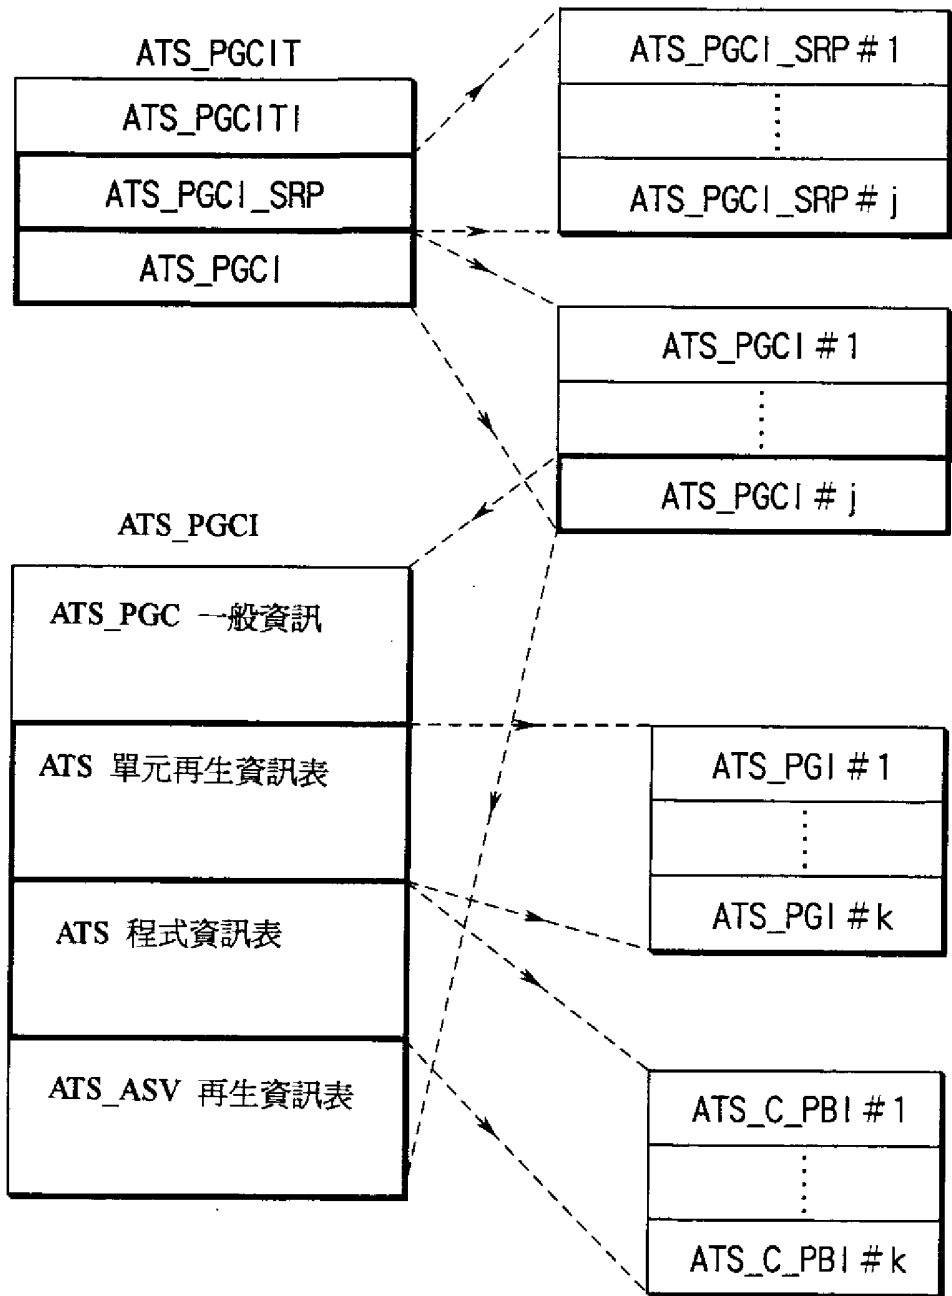 ATS_PGCIT
ATS_PGCITI
ATS_PGCI_SRP
ATS_PGCI
ATS_PGCI_SRP#1
ATS_PGCI_SRP#j
ATS_PGCI#1
ATS_PGCI#j
ATS_PGCI
ATS_PGC 一般資訊
ATS 單元再生資訊表
ATS 程式資訊表
ATS_ASV 再生資訊表
ATS_PGI#1
ATS_PGI#k
ATS_C_PBI#1
ATS_C_PBI#k